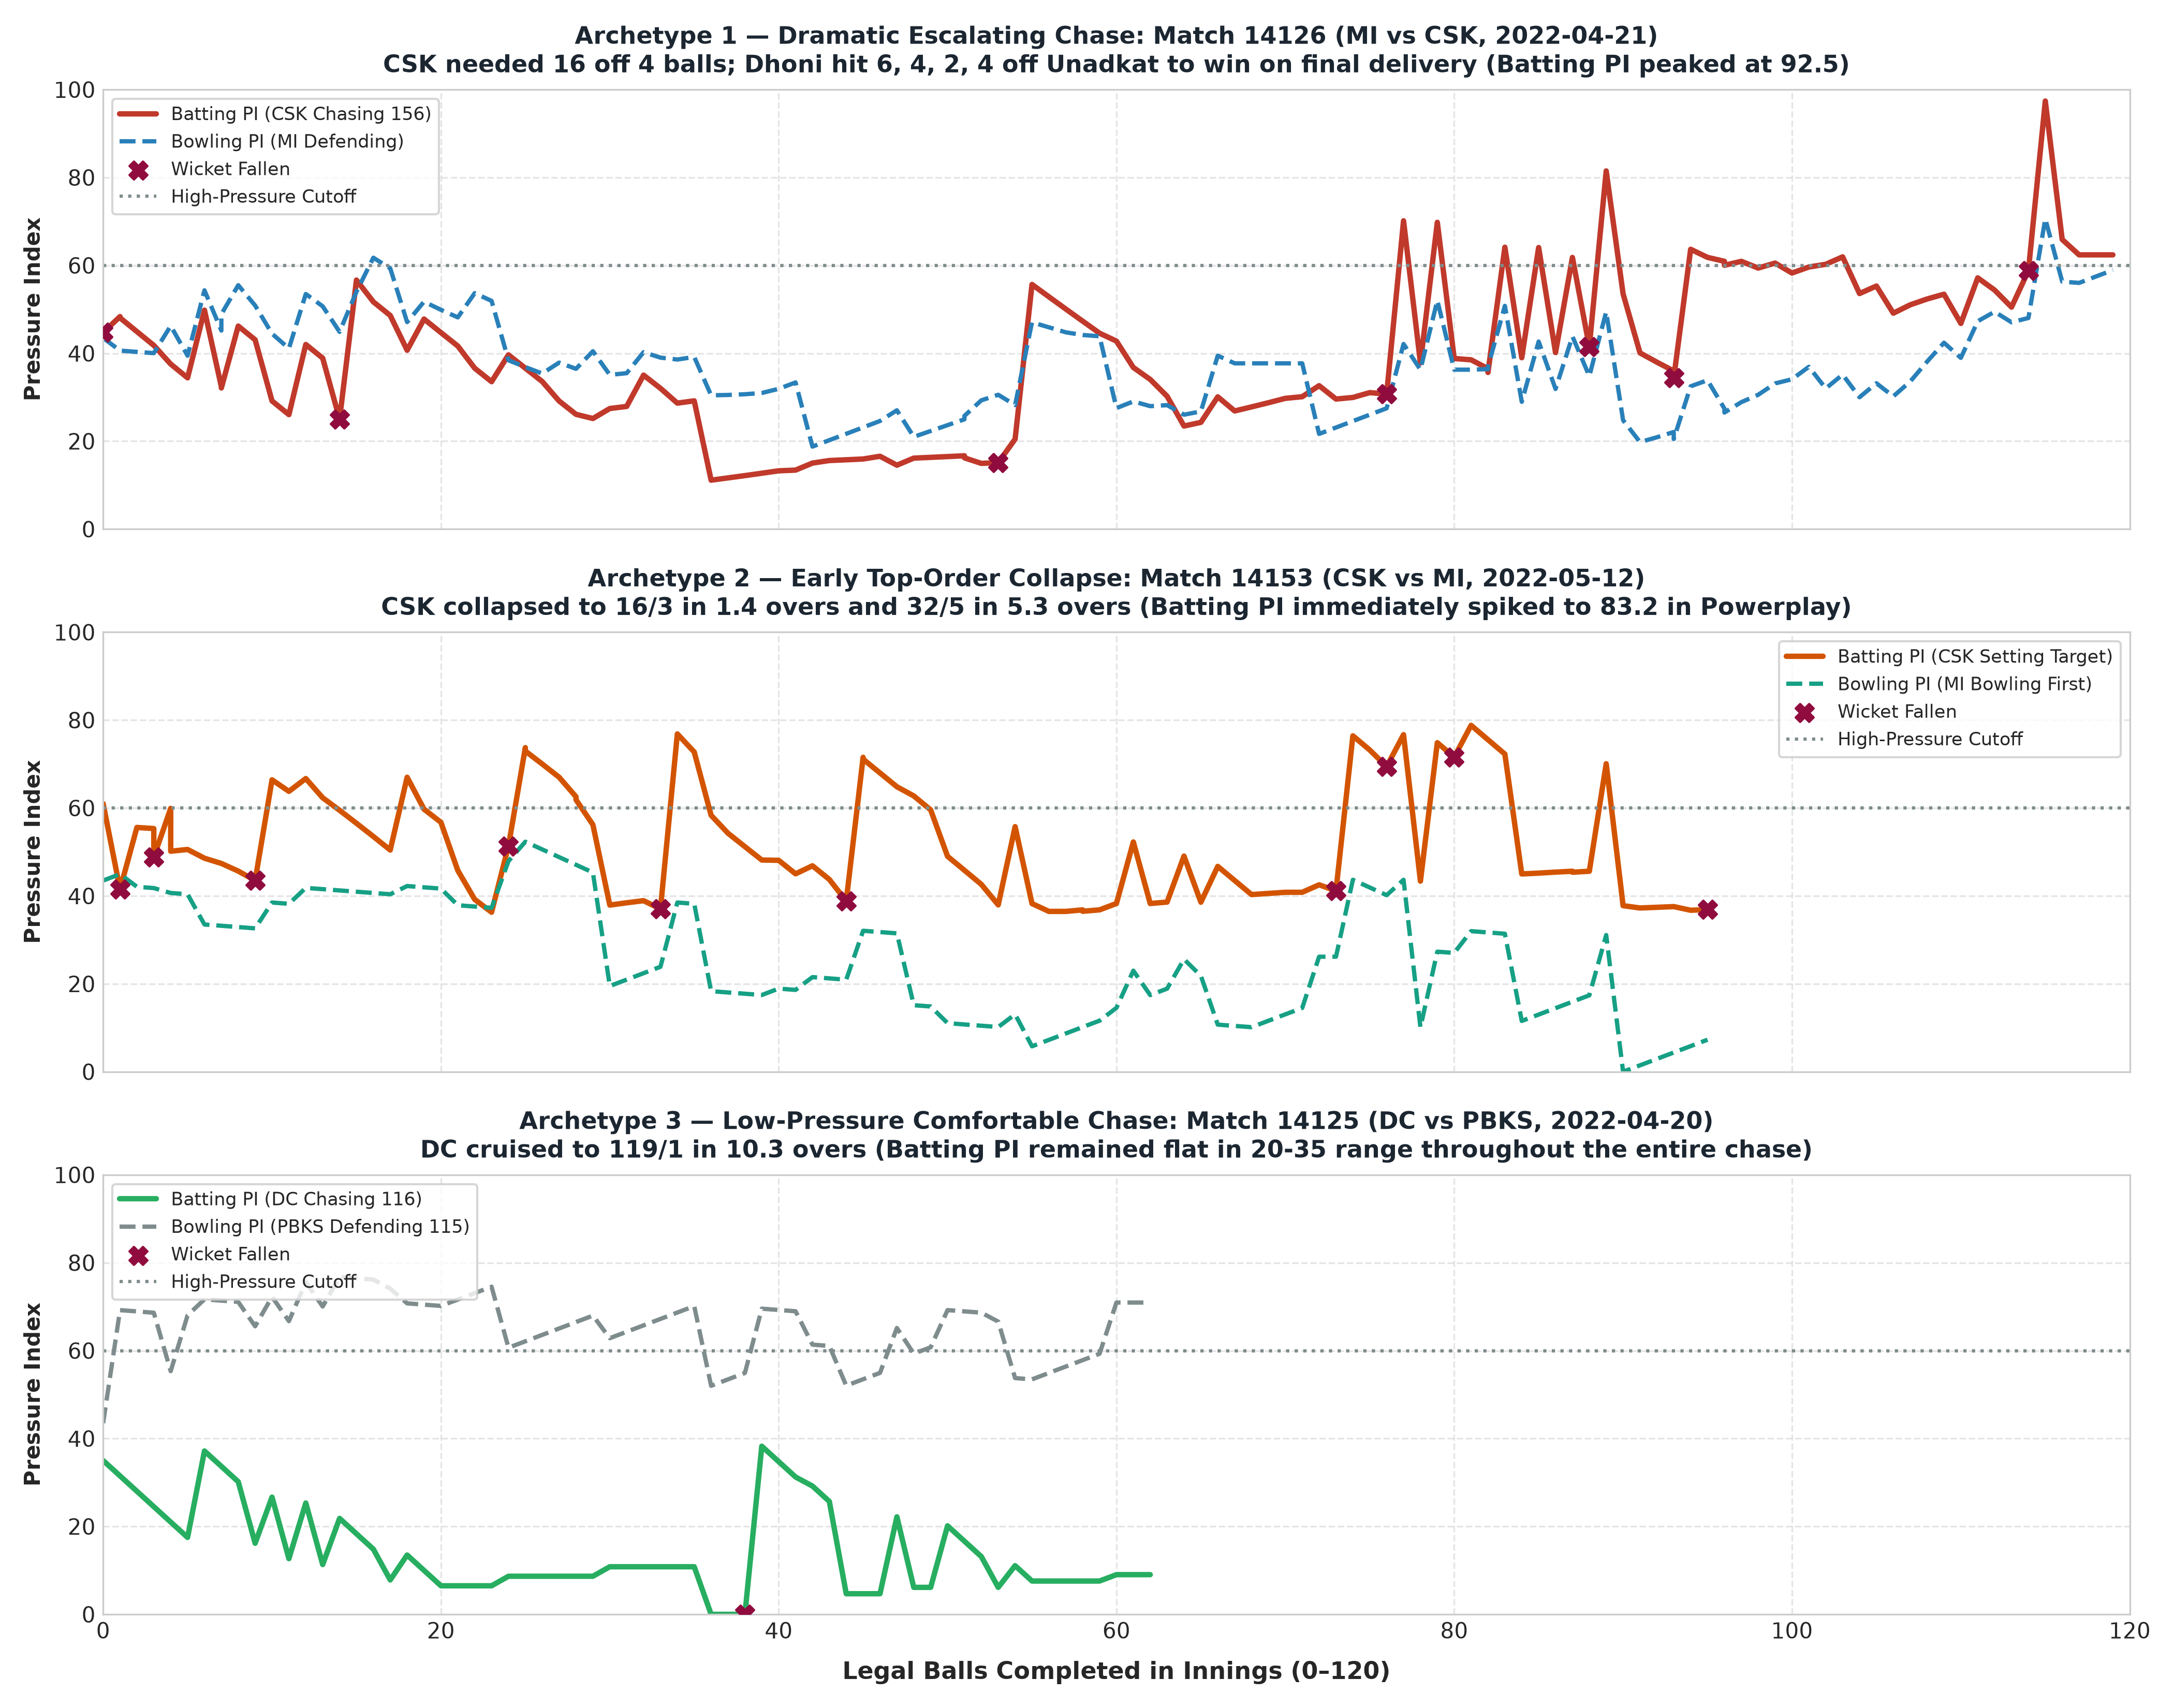 Archetype 1 — Dramatic Escalating Chase: Match 14126 (MI vs CSK, 2022-04-21)
CSK needed 16 off 4 balls; Dhoni hit 6, 4, 2, 4 off Unadkat to win on final delivery (Batting PI peaked at 92.5)
Pressure Index
100
80
60
40
20
0
Batting PI (CSK Chasing 156)
Bowling PI (MI Defending)
Wicket Fallen
High-Pressure Cutoff
Archetype 2 — Early Top-Order Collapse: Match 14153 (CSK vs MI, 2022-05-12)
CSK collapsed to 16/3 in 1.4 overs and 32/5 in 5.3 overs (Batting PI immediately spiked to 83.2 in Powerplay)
Pressure Index
100
80
60
40
20
0
Batting PI (CSK Setting Target)
Bowling PI (MI Bowling First)
Wicket Fallen
High-Pressure Cutoff
Archetype 3 — Low-Pressure Comfortable Chase: Match 14125 (DC vs PBKS, 2022-04-20)
DC cruised to 119/1 in 10.3 overs (Batting PI remained flat in 20-35 range throughout the entire chase)
Pressure Index
100
80
60
40
20
0
Batting PI (DC Chasing 116)
Bowling PI (PBKS Defending 115)
Wicket Fallen
High-Pressure Cutoff
0 20 40 60 80 100 120
Legal Balls Completed in Innings (0–120)